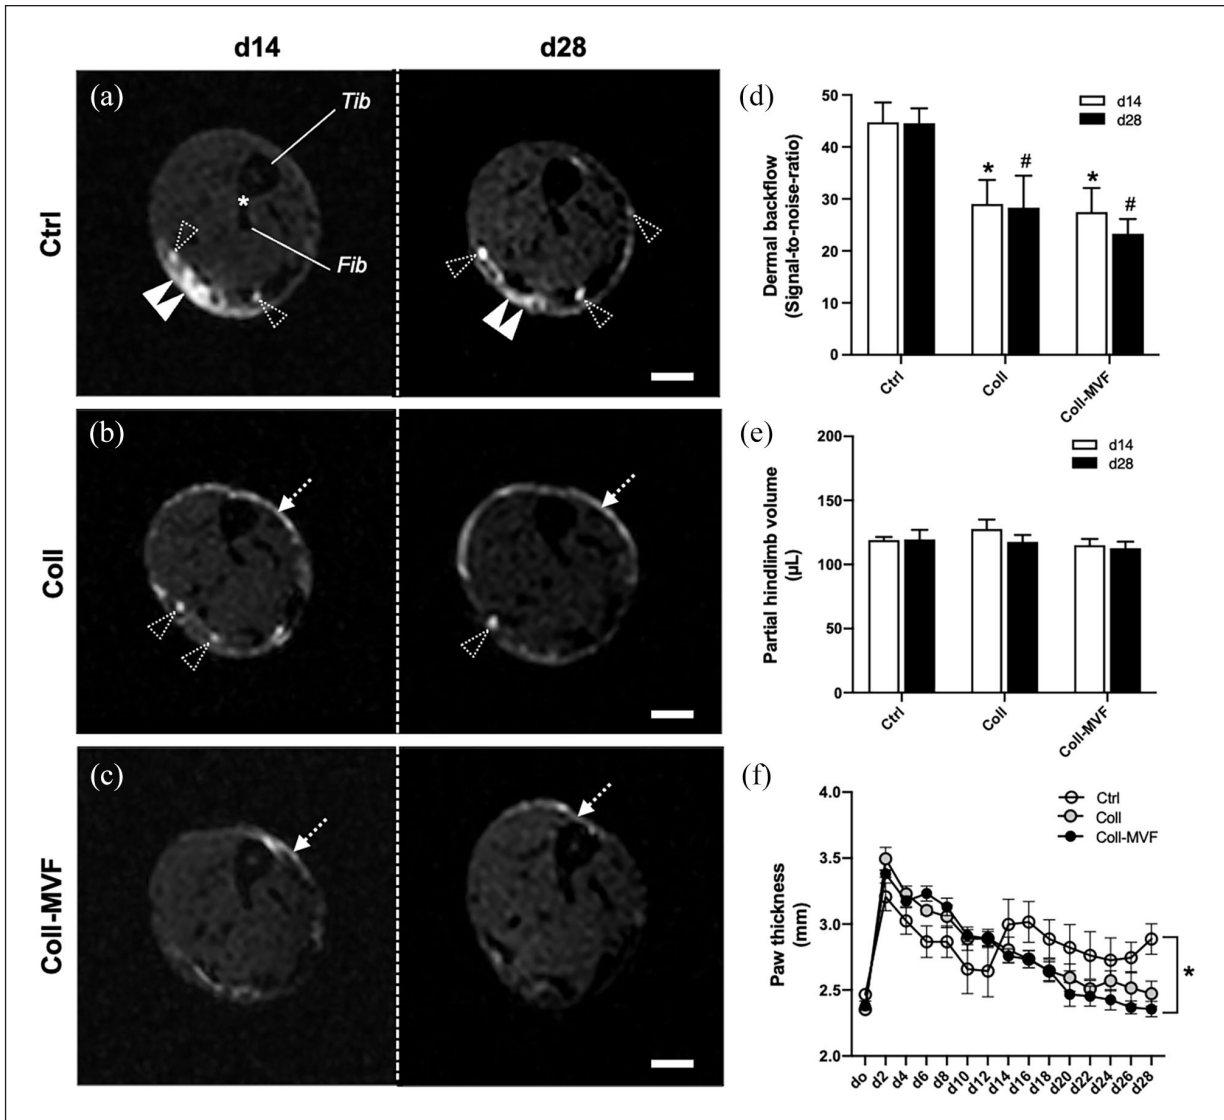 d14
d28
Ctrl
(a)
Tib
*
Fib
(d)
Dermal backflow
(Signal-to-noise-ratio)
50
40
30
20
10
0
d14
d28
*
#
*
#
Ctrl
Coll
Coll-MVF
Coll
(b)
(e)
Partial hindlimb volume
(µL)
200
150
100
50
0
d14
d28
Ctrl
Coll
Coll-MVF
Coll-MVF
(c)
(f)
Paw thickness
(mm)
4.0
3.5
3.0
2.5
2.0
Ctrl
Coll
Coll-MVF
*
do
d2
d4
d6
d8
d10
d12
d14
d16
d18
d20
d22
d24
d26
d28